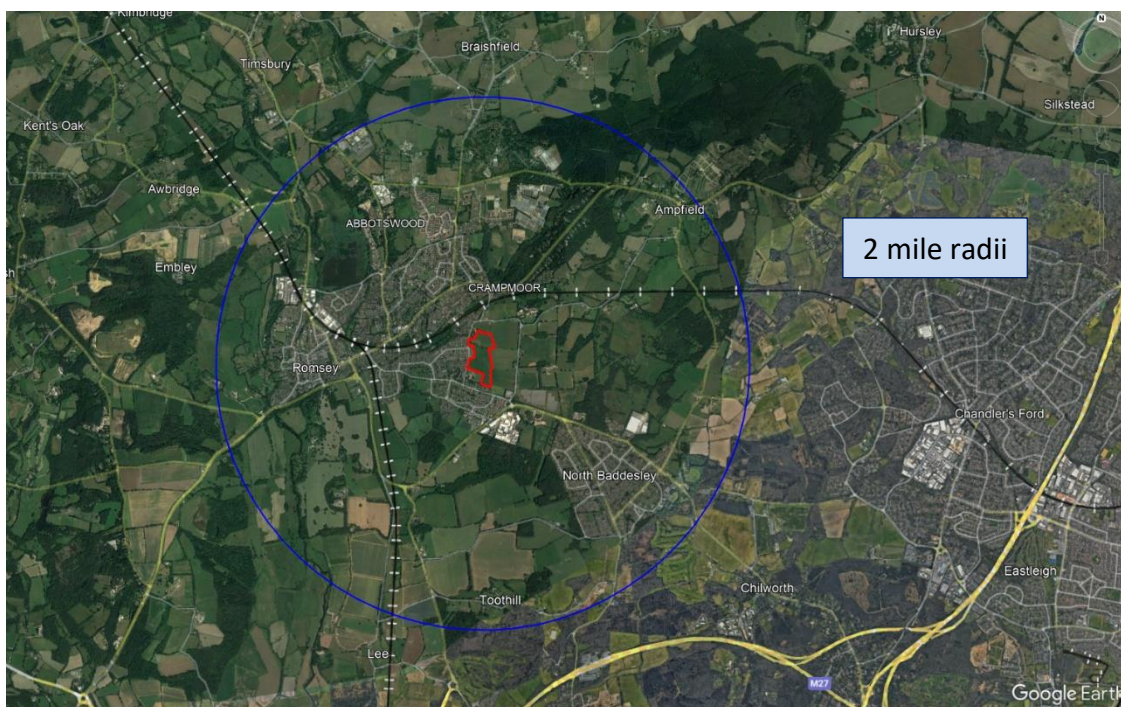 Kimbridge
Timsbury
Braishfield
Hursley
Silkstead
Kent's Oak
Awbridge
ABBOTSWOOD
Ampfield
2 mile radii
Embley
CRAMPMOOR
Romsey
Chandler's Ford
North Baddesley
Eastleigh
Chilworth
Toothill
Lee
M27
N
Google Earth